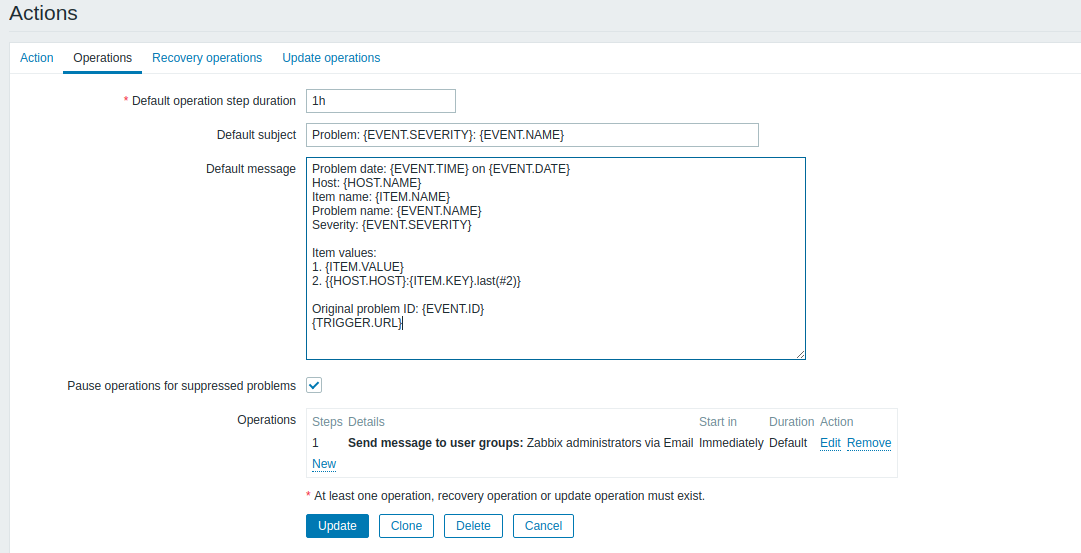 Actions
Action Operations Recovery operations Update operations
* Default operation step duration 1h
Default subject Problem: {EVENT.SEVERITY}: {EVENT.NAME}
Default message Problem date: {EVENT.TIME} on {EVENT.DATE}
Host: {HOST.NAME}
Item name: {ITEM.NAME}
Problem name: {EVENT.NAME}
Severity: {EVENT.SEVERITY}
Item values:
1. {ITEM.VALUE}
2. {{HOST.HOST}:{ITEM.KEY}.last(#2)}
Original problem ID: {EVENT.ID}
{TRIGGER.URL}
Pause operations for suppressed problems
Operations Steps Details Start in Duration Action
1 Send message to user groups: Zabbix administrators via Email Immediately Default Edit Remove
New
* At least one operation, recovery operation or update operation must exist.
Update Clone Delete Cancel